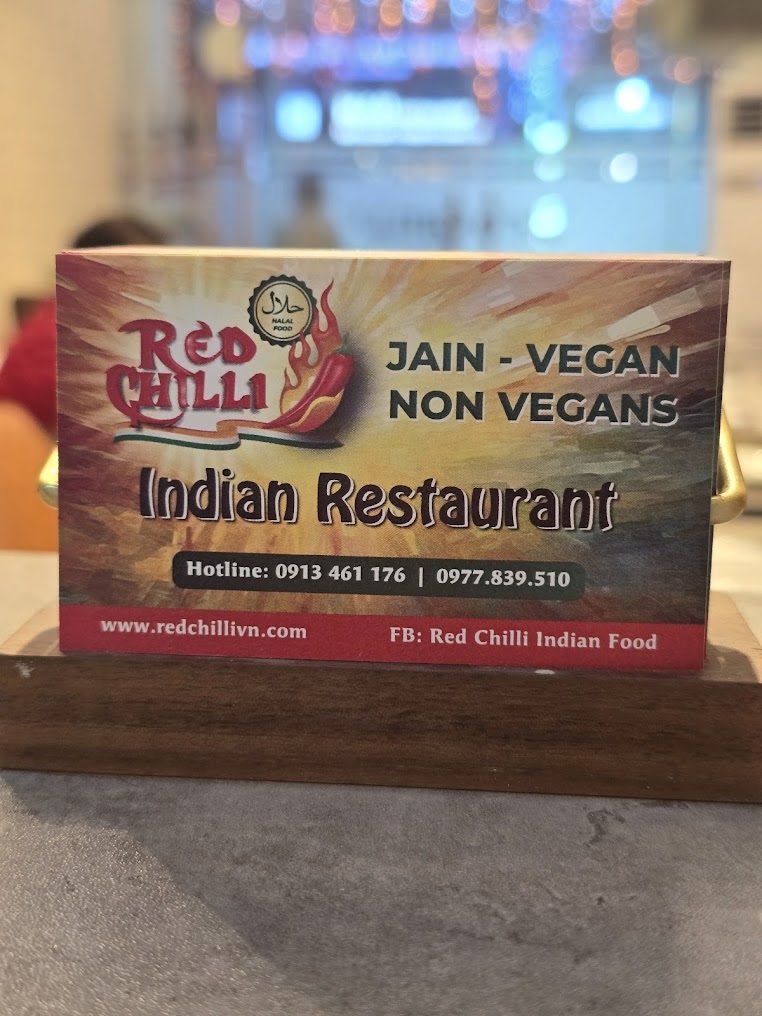 حلال
HALAL
FOOD
RED
CHILLI
JAIN - VEGAN
NON VEGANS
Indian Restaurant
Hotline: 0913 461 176 | 0977.839.510
www.redchillivn.com
FB: Red Chilli Indian Food